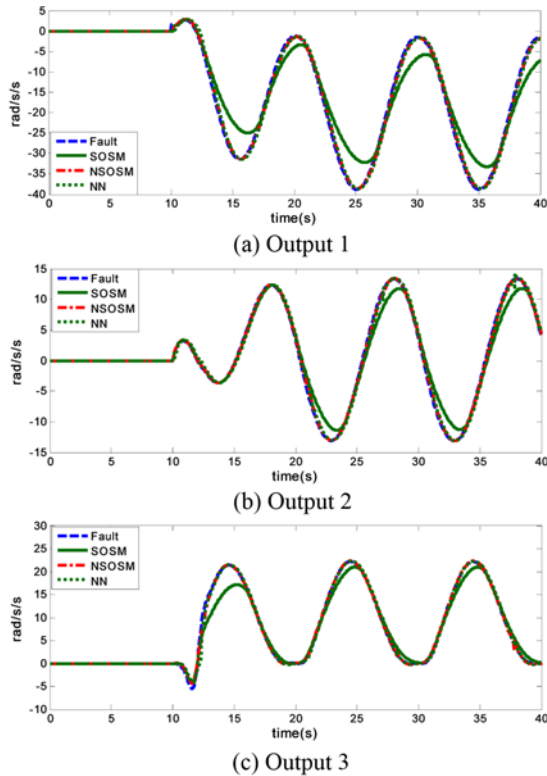 5
0
-5
-10
-15
-20
-25
-30
-35
-40
rad/s/s
Fault
SOSM
NSOSM
NN
0 5 10 15 20 25 30 35 40
time(s)
(a) Output 1
15
10
5
0
-5
-10
-15
rad/s/s
Fault
SOSM
NSOSM
NN
0 5 10 15 20 25 30 35 40
time(s)
(b) Output 2
30
25
20
15
10
5
0
-5
-10
rad/s/s
Fault
SOSM
NSOSM
NN
0 5 10 15 20 25 30 35 40
time(s)
(c) Output 3